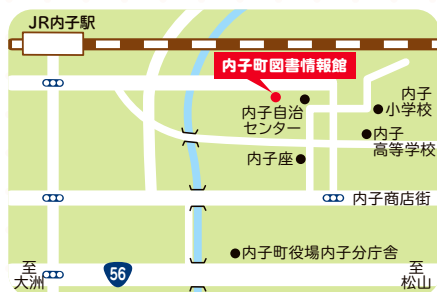 JR内子駅
内子町図書情報館
内子
小学校
内子自治
センター
内子
高等学校
内子座
内子商店街
内子町役場内子分庁舎
至
大洲
56
至
松山